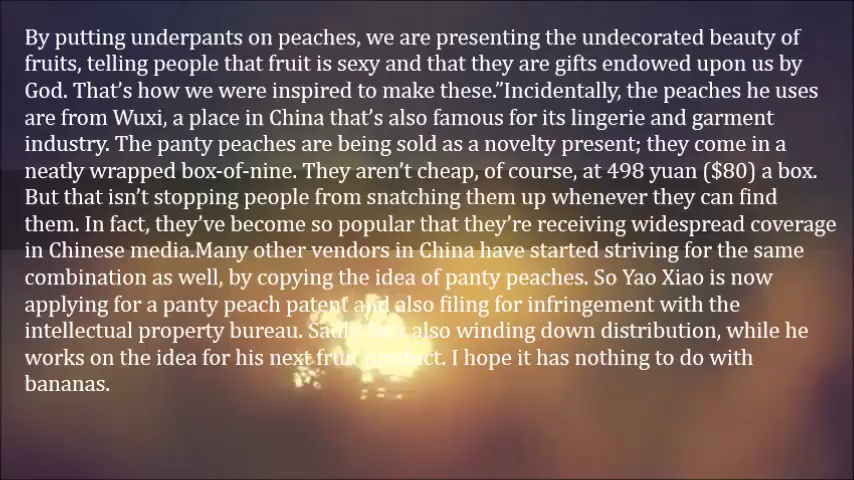 By putting underpants on peaches, we are presenting the undecorated beauty of
fruits, telling people that fruit is sexy and that they are gifts endowed upon us by
God. That’s how we were inspired to make these.”Incidentally, the peaches he uses
are from Wuxi, a place in China that’s also famous for its lingerie and garment
industry. The panty peaches are being sold as a novelty present; they come in a
neatly wrapped box-of-nine. They aren’t cheap, of course, at 498 yuan ($80) a box.
But that isn’t stopping people from snatching them up whenever they can find
them. In fact, they’ve become so popular that they’re receiving widespread coverage
in Chinese media.Many other vendors in China have started striving for the same
combination as well, by copying the idea of panty peaches. So Yao Xiao is now
applying for a panty peach patent and also filing for infringement with the
intellectual property bureau. Sadly, also winding down distribution, while he
works on the idea for his next fruit product. I hope it has nothing to do with
bananas.